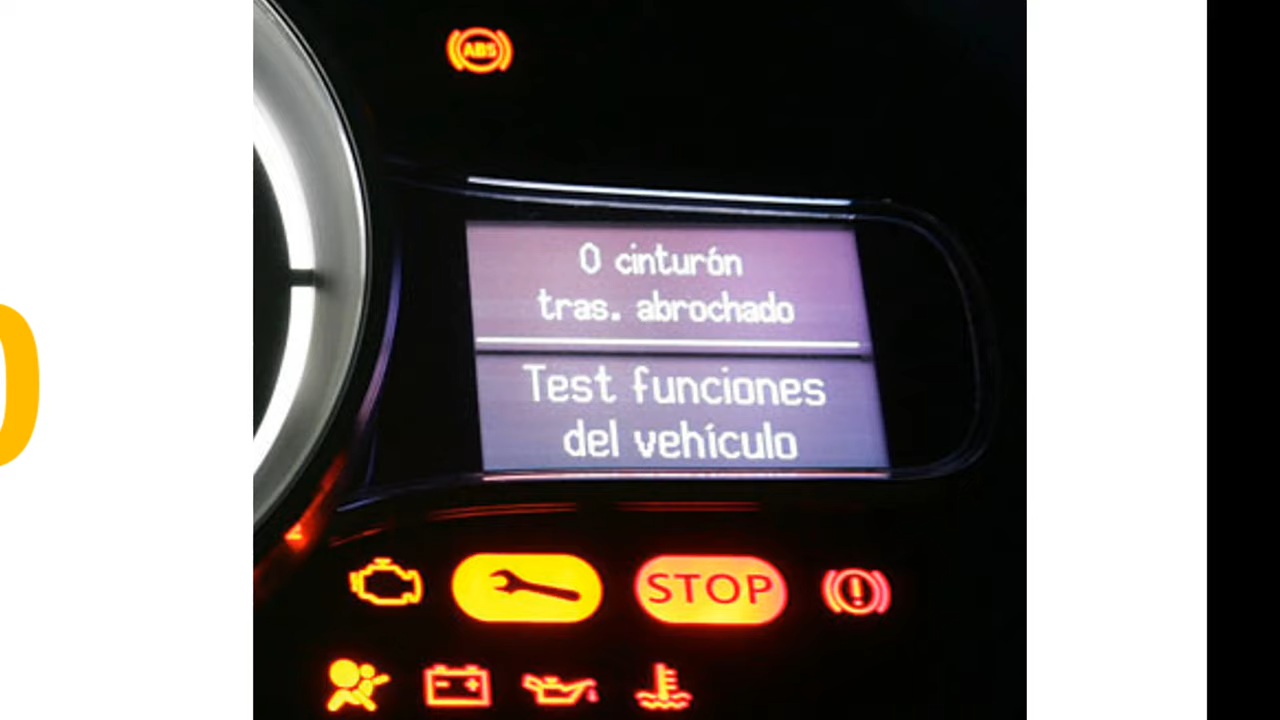 ABS
0 cinturón
tras. abrochado
Test funciones
del vehículo
STOP